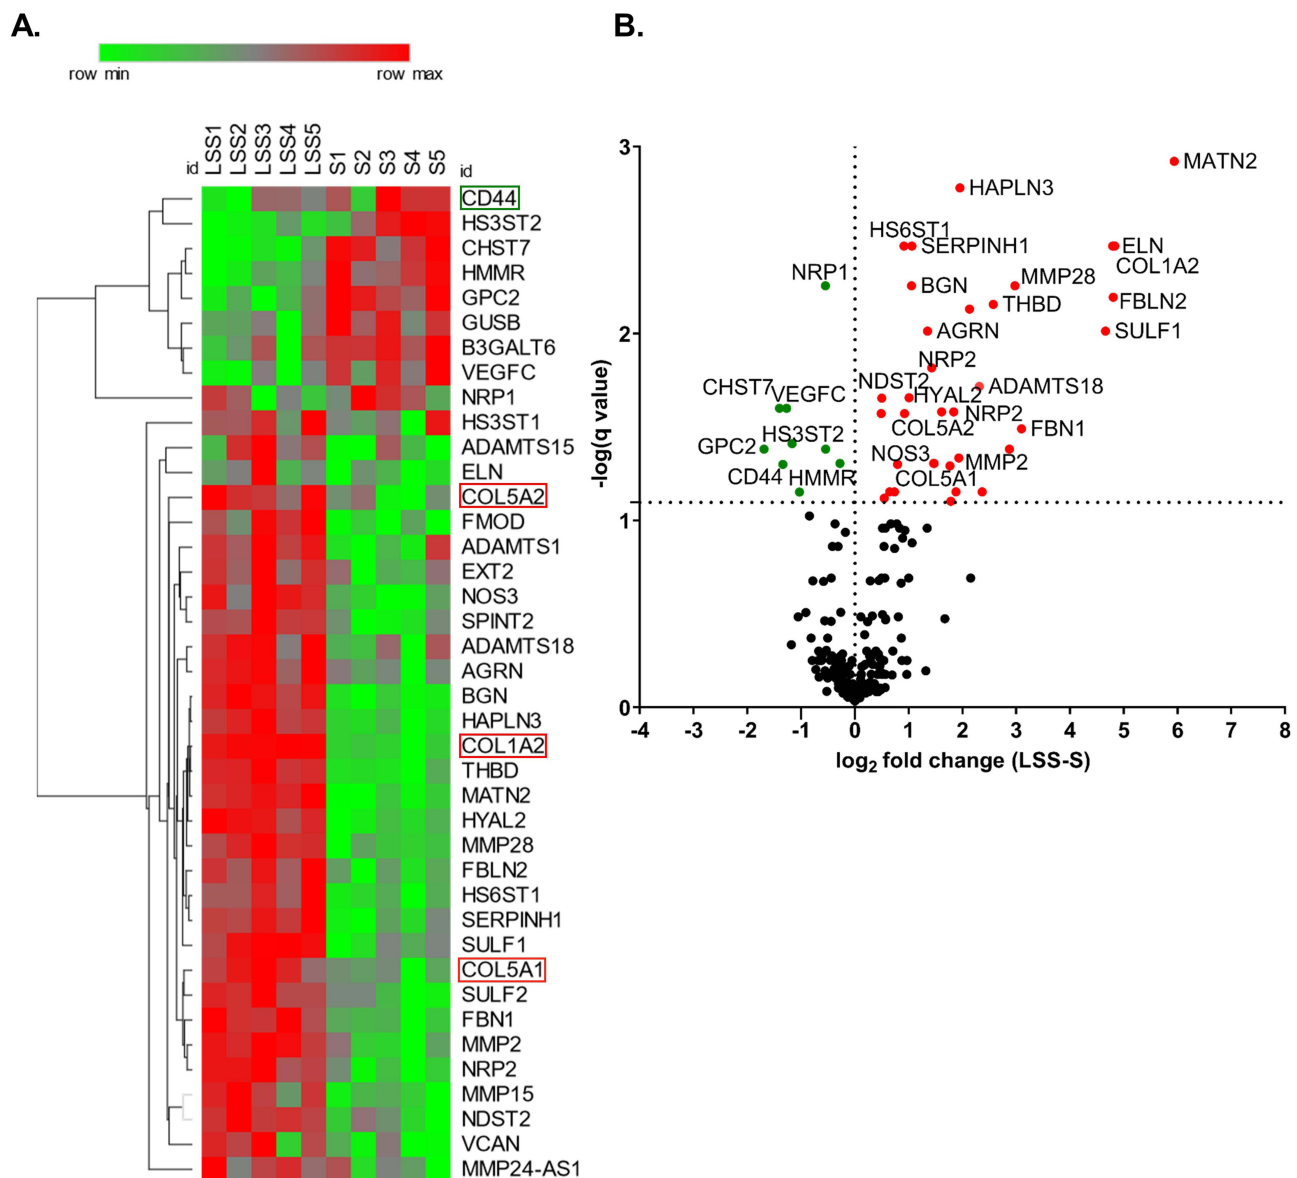 A.
row min
row max
id
LSS1
LSS2
LSS3
LSS4
LSS5
S1
S2
S3
S4
S5
id
CD44
HS3ST2
CHST7
HMMR
GPC2
GUSB
B3GALT6
VEGFC
NRP1
HS3ST1
ADAMTS15
ELN
COL5A2
FMOD
ADAMTS1
EXT2
NOS3
SPINT2
ADAMTS18
AGRN
BGN
HAPLN3
COL1A2
THBD
MATN2
HYAL2
MMP28
FBLN2
HS6ST1
SERPINH1
SULF1
COL5A1
SULF2
FBN1
MMP2
NRP2
MMP15
NDST2
VCAN
MMP24-AS1
B.
-log(q value)
3
2
1
0
MATN2
HAPLN3
HS6ST1
SERPINH1
ELN
COL1A2
NRP1
BGN
MMP28
THBD
FBLN2
AGRN
SULF1
NRP2
CHST7
VEGFC
NDST2
HYAL2
ADAMTS18
COL5A2
NRP2
FBN1
GPC2
HS3ST2
NOS3
MMP2
CD44
HMMR
COL5A1
-4
-3
-2
-1
0
1
2
3
4
5
6
7
8
log2 fold change (LSS-S)